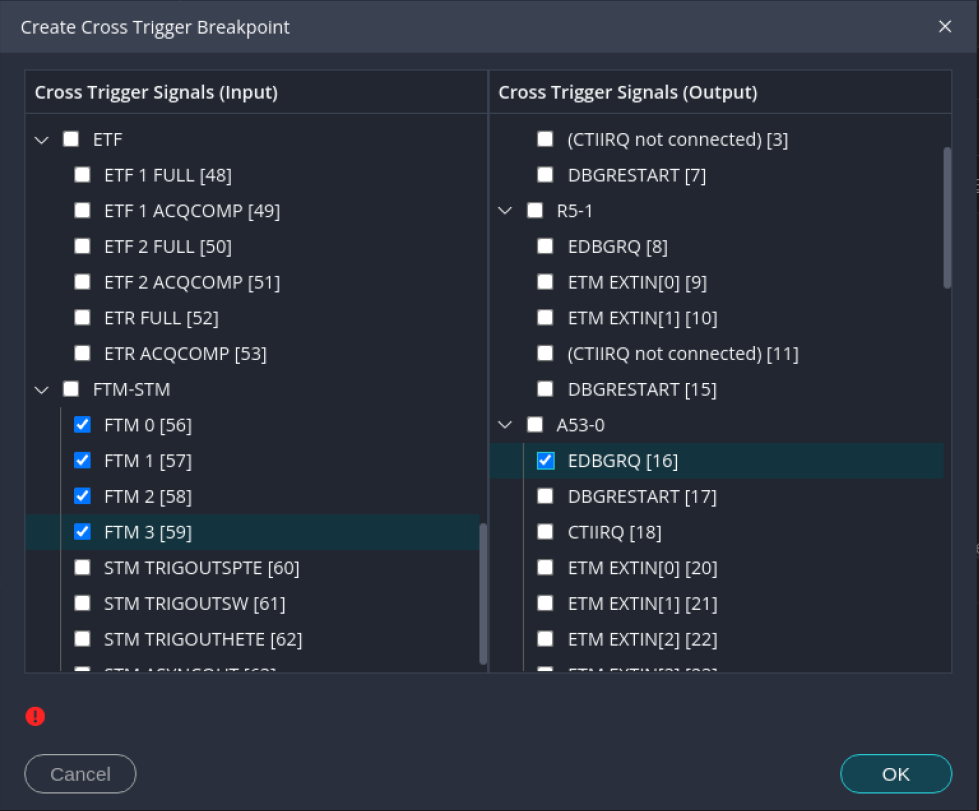 Create Cross Trigger Breakpoint
Cross Trigger Signals (Input)
ETF
ETF 1 FULL [48]
ETF 1 ACQCOMP [49]
ETF 2 FULL [50]
ETF 2 ACQCOMP [51]
ETR FULL [52]
ETR ACQCOMP [53]
FTM-STM
FTM 0 [56]
FTM 1 [57]
FTM 2 [58]
FTM 3 [59]
STM TRIGOUTSPTE [60]
STM TRIGOUTSW [61]
STM TRIGOUTHETE [62]
Cross Trigger Signals (Output)
(CTIIRQ not connected) [3]
DBGRESTART [7]
R5-1
EDBGRQ [8]
ETM EXTIN[0] [9]
ETM EXTIN[1] [10]
(CTIIRQ not connected) [11]
DBGRESTART [15]
A53-0
EDBGRQ [16]
DBGRESTART [17]
CTIIRQ [18]
ETM EXTIN[0] [20]
ETM EXTIN[1] [21]
ETM EXTIN[2] [22]
Cancel
OK